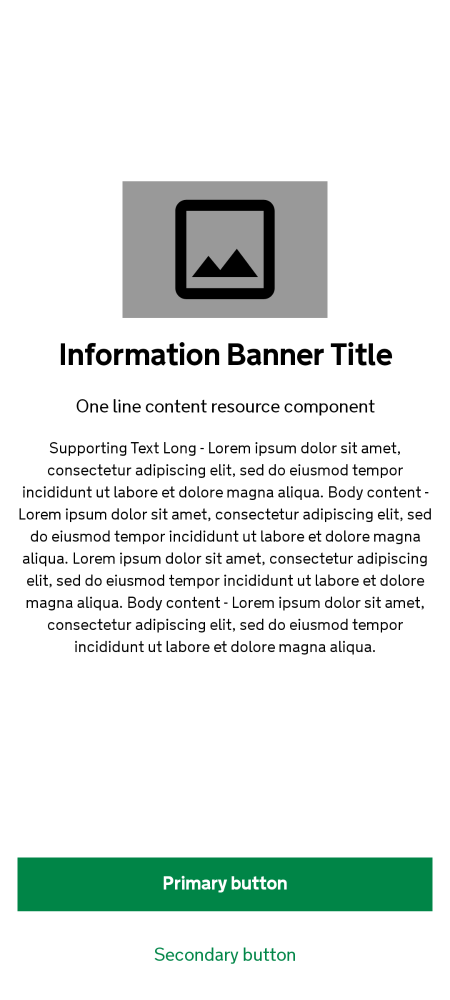 Information Banner Title
One line content resource component
Supporting Text Long - Lorem ipsum dolor sit amet,
consectetur adipiscing elit, sed do eiusmod tempor
incididunt ut labore et dolore magna aliqua. Body content -
Lorem ipsum dolor sit amet, consectetur adipiscing elit, sed
do eiusmod tempor incididunt ut labore et dolore magna
aliqua. Lorem ipsum dolor sit amet, consectetur adipiscing
elit, sed do eiusmod tempor incididunt ut labore et dolore
magna aliqua. Body content - Lorem ipsum dolor sit amet,
consectetur adipiscing elit, sed do eiusmod tempor
incididunt ut labore et dolore magna aliqua.
Primary button
Secondary button